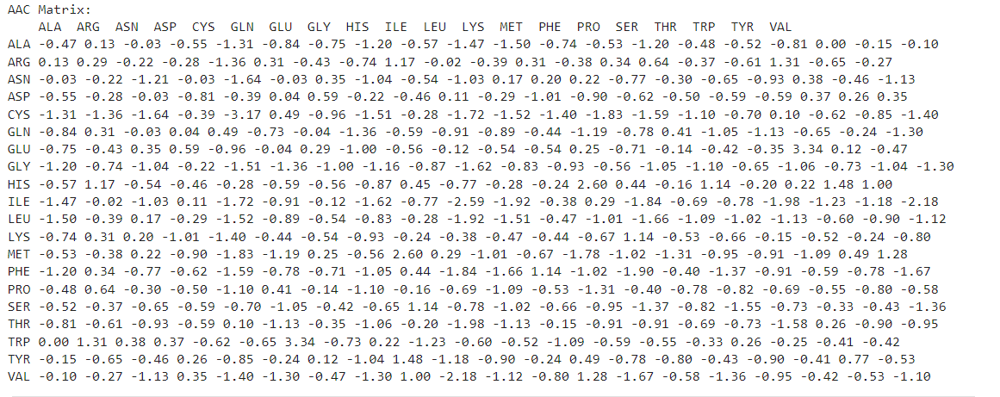 AAC Matrix:
ALA ARG ASN ASP CYS GLN GLU GLY HIS ILE LEU LYS MET PHE PRO SER THR TRP TYR VAL
ALA -0.47 0.13 -0.03 -0.55 -1.31 -0.84 -0.75 -1.20 -0.57 -1.47 -1.50 -0.74 -0.53 -1.20 -0.48 -0.52 -0.81 0.00 -0.15 -0.10
ARG 0.13 0.29 -0.22 -0.28 -1.36 0.31 -0.43 -0.74 1.17 -0.02 -0.39 0.31 -0.38 0.34 0.64 -0.37 -0.61 1.31 -0.65 -0.27
ASN -0.03 -0.22 -1.21 -0.03 -1.64 -0.03 0.35 -1.04 -0.54 -1.03 0.17 0.20 0.22 -0.77 -0.30 -0.65 -0.93 0.38 -0.46 -1.13
ASP -0.55 -0.28 -0.03 -0.81 -0.39 0.04 0.59 -0.22 -0.46 0.11 -0.29 -1.01 -0.90 -0.62 -0.50 -0.59 -0.59 0.37 0.26 0.35
CYS -1.31 -1.36 -1.64 -0.39 -3.17 0.49 -0.96 -1.51 -0.28 -1.72 -1.52 -1.40 -1.83 -1.59 -1.10 -0.70 0.10 -0.62 -0.85 -1.40
GLN -0.84 0.31 -0.03 0.04 0.49 -0.73 -0.04 -1.36 -0.59 -0.91 -0.89 -0.44 -1.19 -0.78 0.41 -1.05 -1.13 -0.65 -0.24 -1.30
GLU -0.75 -0.43 0.35 0.59 -0.96 -0.04 0.29 -1.00 -0.56 -0.12 -0.54 -0.54 0.25 -0.71 -0.14 -0.42 -0.35 3.34 0.12 -0.47
GLY -1.20 -0.74 -1.04 -0.22 -1.51 -1.36 -1.00 -1.16 -0.87 -1.62 -0.83 -0.93 -0.56 -1.05 -1.10 -0.65 -1.06 -0.73 -1.04 -1.30
HIS -0.57 1.17 -0.54 -0.46 -0.28 -0.59 -0.56 -0.87 0.45 -0.77 -0.28 -0.24 2.60 0.44 -0.16 1.14 -0.20 0.22 1.48 1.00
ILE -1.47 -0.02 -1.03 0.11 -1.72 -0.91 -0.12 -1.62 -0.77 -2.59 -1.92 -0.38 0.29 -1.84 -0.69 -0.78 -1.98 -1.23 -1.18 -2.18
LEU -1.50 -0.39 0.17 -0.29 -1.52 -0.89 -0.54 -0.83 -0.28 -1.92 -1.51 -0.47 -1.01 -1.66 -1.09 -1.02 -1.13 -0.60 -0.90 -1.12
LYS -0.74 0.31 0.20 -1.01 -1.40 -0.44 -0.54 -0.93 -0.24 -0.38 -0.47 -0.44 -0.67 1.14 -0.53 -0.66 -0.15 -0.52 -0.24 -0.80
MET -0.53 -0.38 0.22 -0.90 -1.83 -1.19 0.25 -0.56 2.60 0.29 -1.01 -0.67 -1.78 -1.02 -1.31 -0.95 -0.91 -1.09 0.49 1.28
PHE -1.20 0.34 -0.77 -0.62 -1.59 -0.78 -0.71 -1.05 0.44 -1.84 -1.66 1.14 -1.02 -1.90 -0.40 -1.37 -0.91 -0.59 -0.78 -1.67
PRO -0.48 0.64 -0.30 -0.50 -1.10 0.41 -0.14 -1.10 -0.16 -0.69 -1.09 -0.53 -1.31 -0.40 -0.78 -0.82 -0.69 -0.55 -0.80 -0.58
SER -0.52 -0.37 -0.65 -0.59 -0.70 -1.05 -0.42 -0.65 1.14 -0.78 -1.02 -0.66 -0.95 -1.37 -0.82 -1.55 -0.73 -0.33 -0.43 -1.36
THR -0.81 -0.61 -0.93 -0.59 0.10 -1.13 -0.35 -1.06 -0.20 -1.98 -1.13 -0.15 -0.91 -0.91 -0.69 -0.73 -1.58 0.26 -0.90 -0.95
TRP 0.00 1.31 0.38 0.37 -0.62 -0.65 3.34 -0.73 0.22 -1.23 -0.60 -0.52 -1.09 -0.59 -0.55 -0.33 0.26 -0.25 -0.41 -0.42
TYR -0.15 -0.65 -0.46 0.26 -0.85 -0.24 0.12 -1.04 1.48 -1.18 -0.90 -0.24 0.49 -0.78 -0.80 -0.43 -0.90 -0.41 0.77 -0.53
VAL -0.10 -0.27 -1.13 0.35 -1.40 -1.30 -0.47 -1.30 1.00 -2.18 -1.12 -0.80 1.28 -1.67 -0.58 -1.36 -0.95 -0.42 -0.53 -1.10